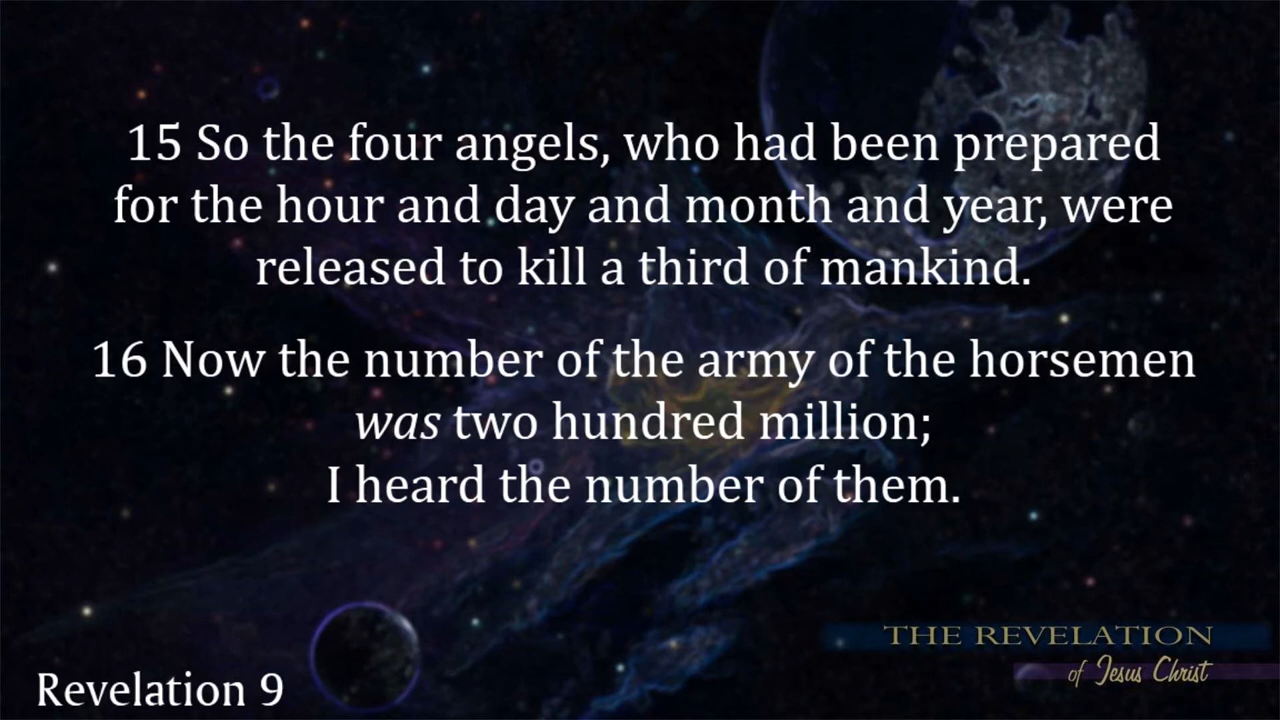 15 So the four angels, who had been prepared
for the hour and day and month and year, were
released to kill a third of mankind.
16 Now the number of the army of the horsemen
was two hundred million;
I heard the number of them.
THE REVELATION
of Jesus Christ
Revelation 9